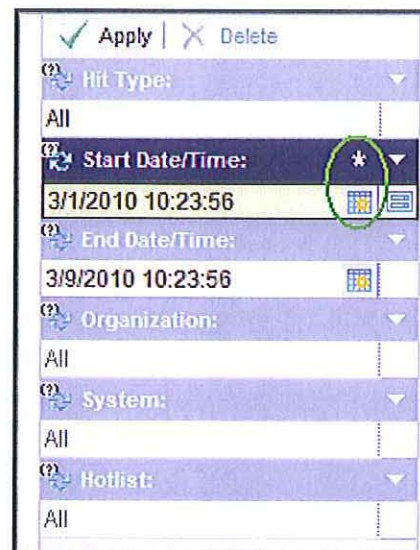 Apply | Delete
(?) Hit Type:
All
(?) Start Date/Time: *
3/1/2010 10:23:56
(?) End Date/Time:
3/9/2010 10:23:56
(?) Organization:
All
(?) System:
All
(?) Hotlist:
All